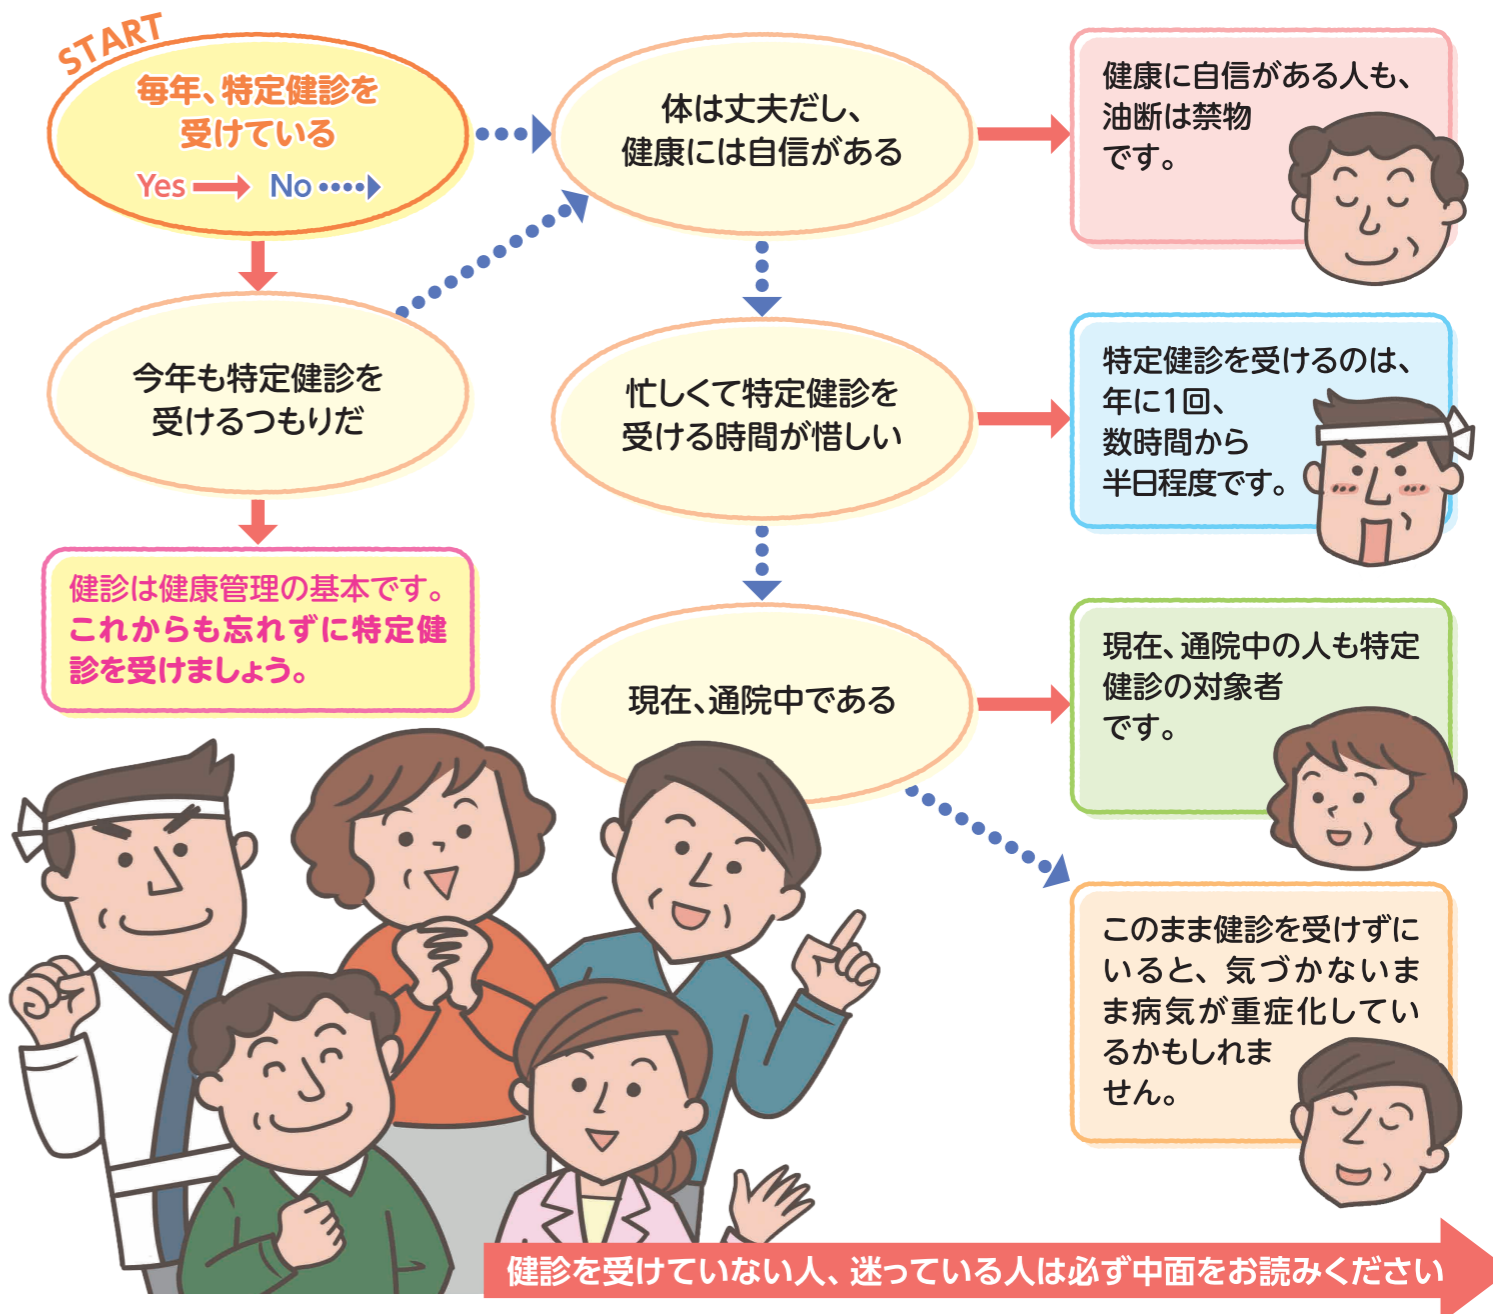 START
毎年、特定健診を
受けている
Yes
No
体は丈夫だし、
健康には自信がある
健康に自信がある人も、
油断は禁物
です。
今年も特定健診を
受けるつもりだ
忙しくて特定健診を
受ける時間が惜しい
特定健診を受けるのは、
年に1回、
数時間から
半日程度です。
健診は健康管理の基本です。
これからも忘れずに特定健
診を受けましょう。
現在、通院中である
現在、通院中の人も特定
健診の対象者
です。
このまま健診を受けずに
いると、気づかないま
ま病気が重症化してい
るかもしれま
せん。
健診を受けていない人、迷っている人は必ず中面をお読みください